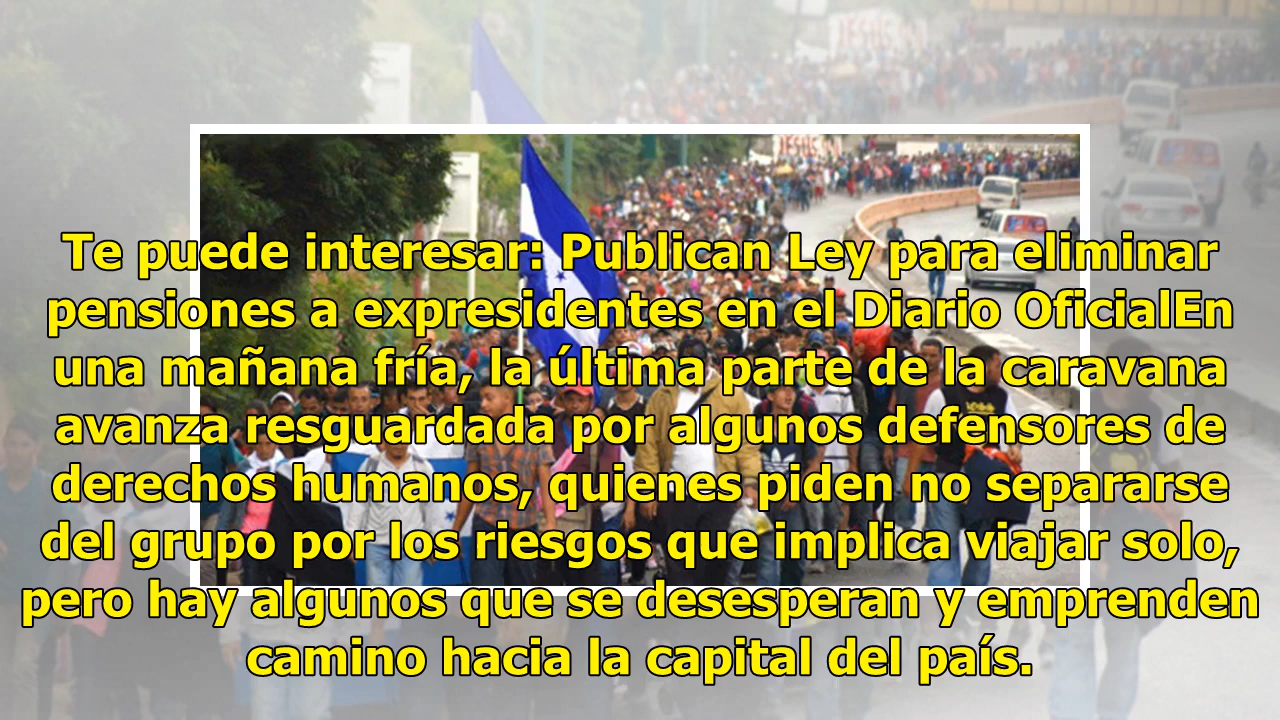 JESUS
Te puede interesar: Publican Ley para eliminar
pensiones a expresidentes en el Diario OficialEn
una mañana fría, la última parte de la caravana
avanza resguardada por algunos defensores de
derechos humanos, quienes piden no separarse
del grupo por los riesgos que implica viajar solo,
pero hay algunos que se desesperan y emprenden
camino hacia la capital del país.